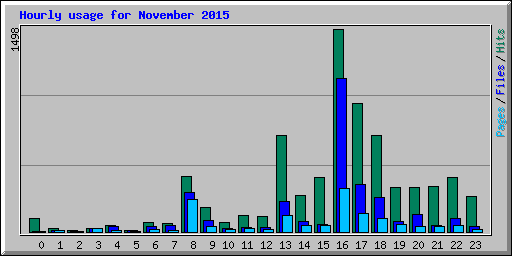 Hourly usage for November 2015
1498
Pages / Files / Hits
0 1 2 3 4 5 6 7 8 9 10 11 12 13 14 15 16 17 18 19 20 21 22 23